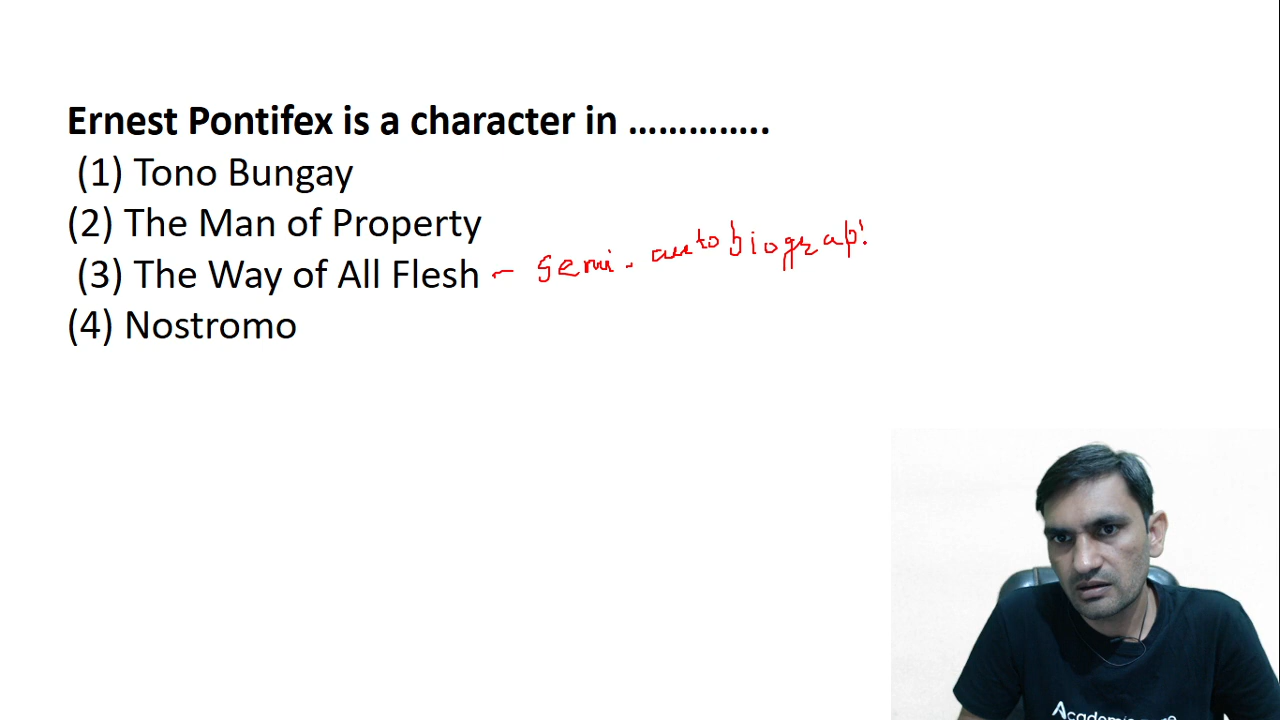 Ernest Pontifex is a character in …………..
(1) Tono Bungay
(2) The Man of Property
(3) The Way of All Flesh - semi-autobiograp
(4) Nostromo